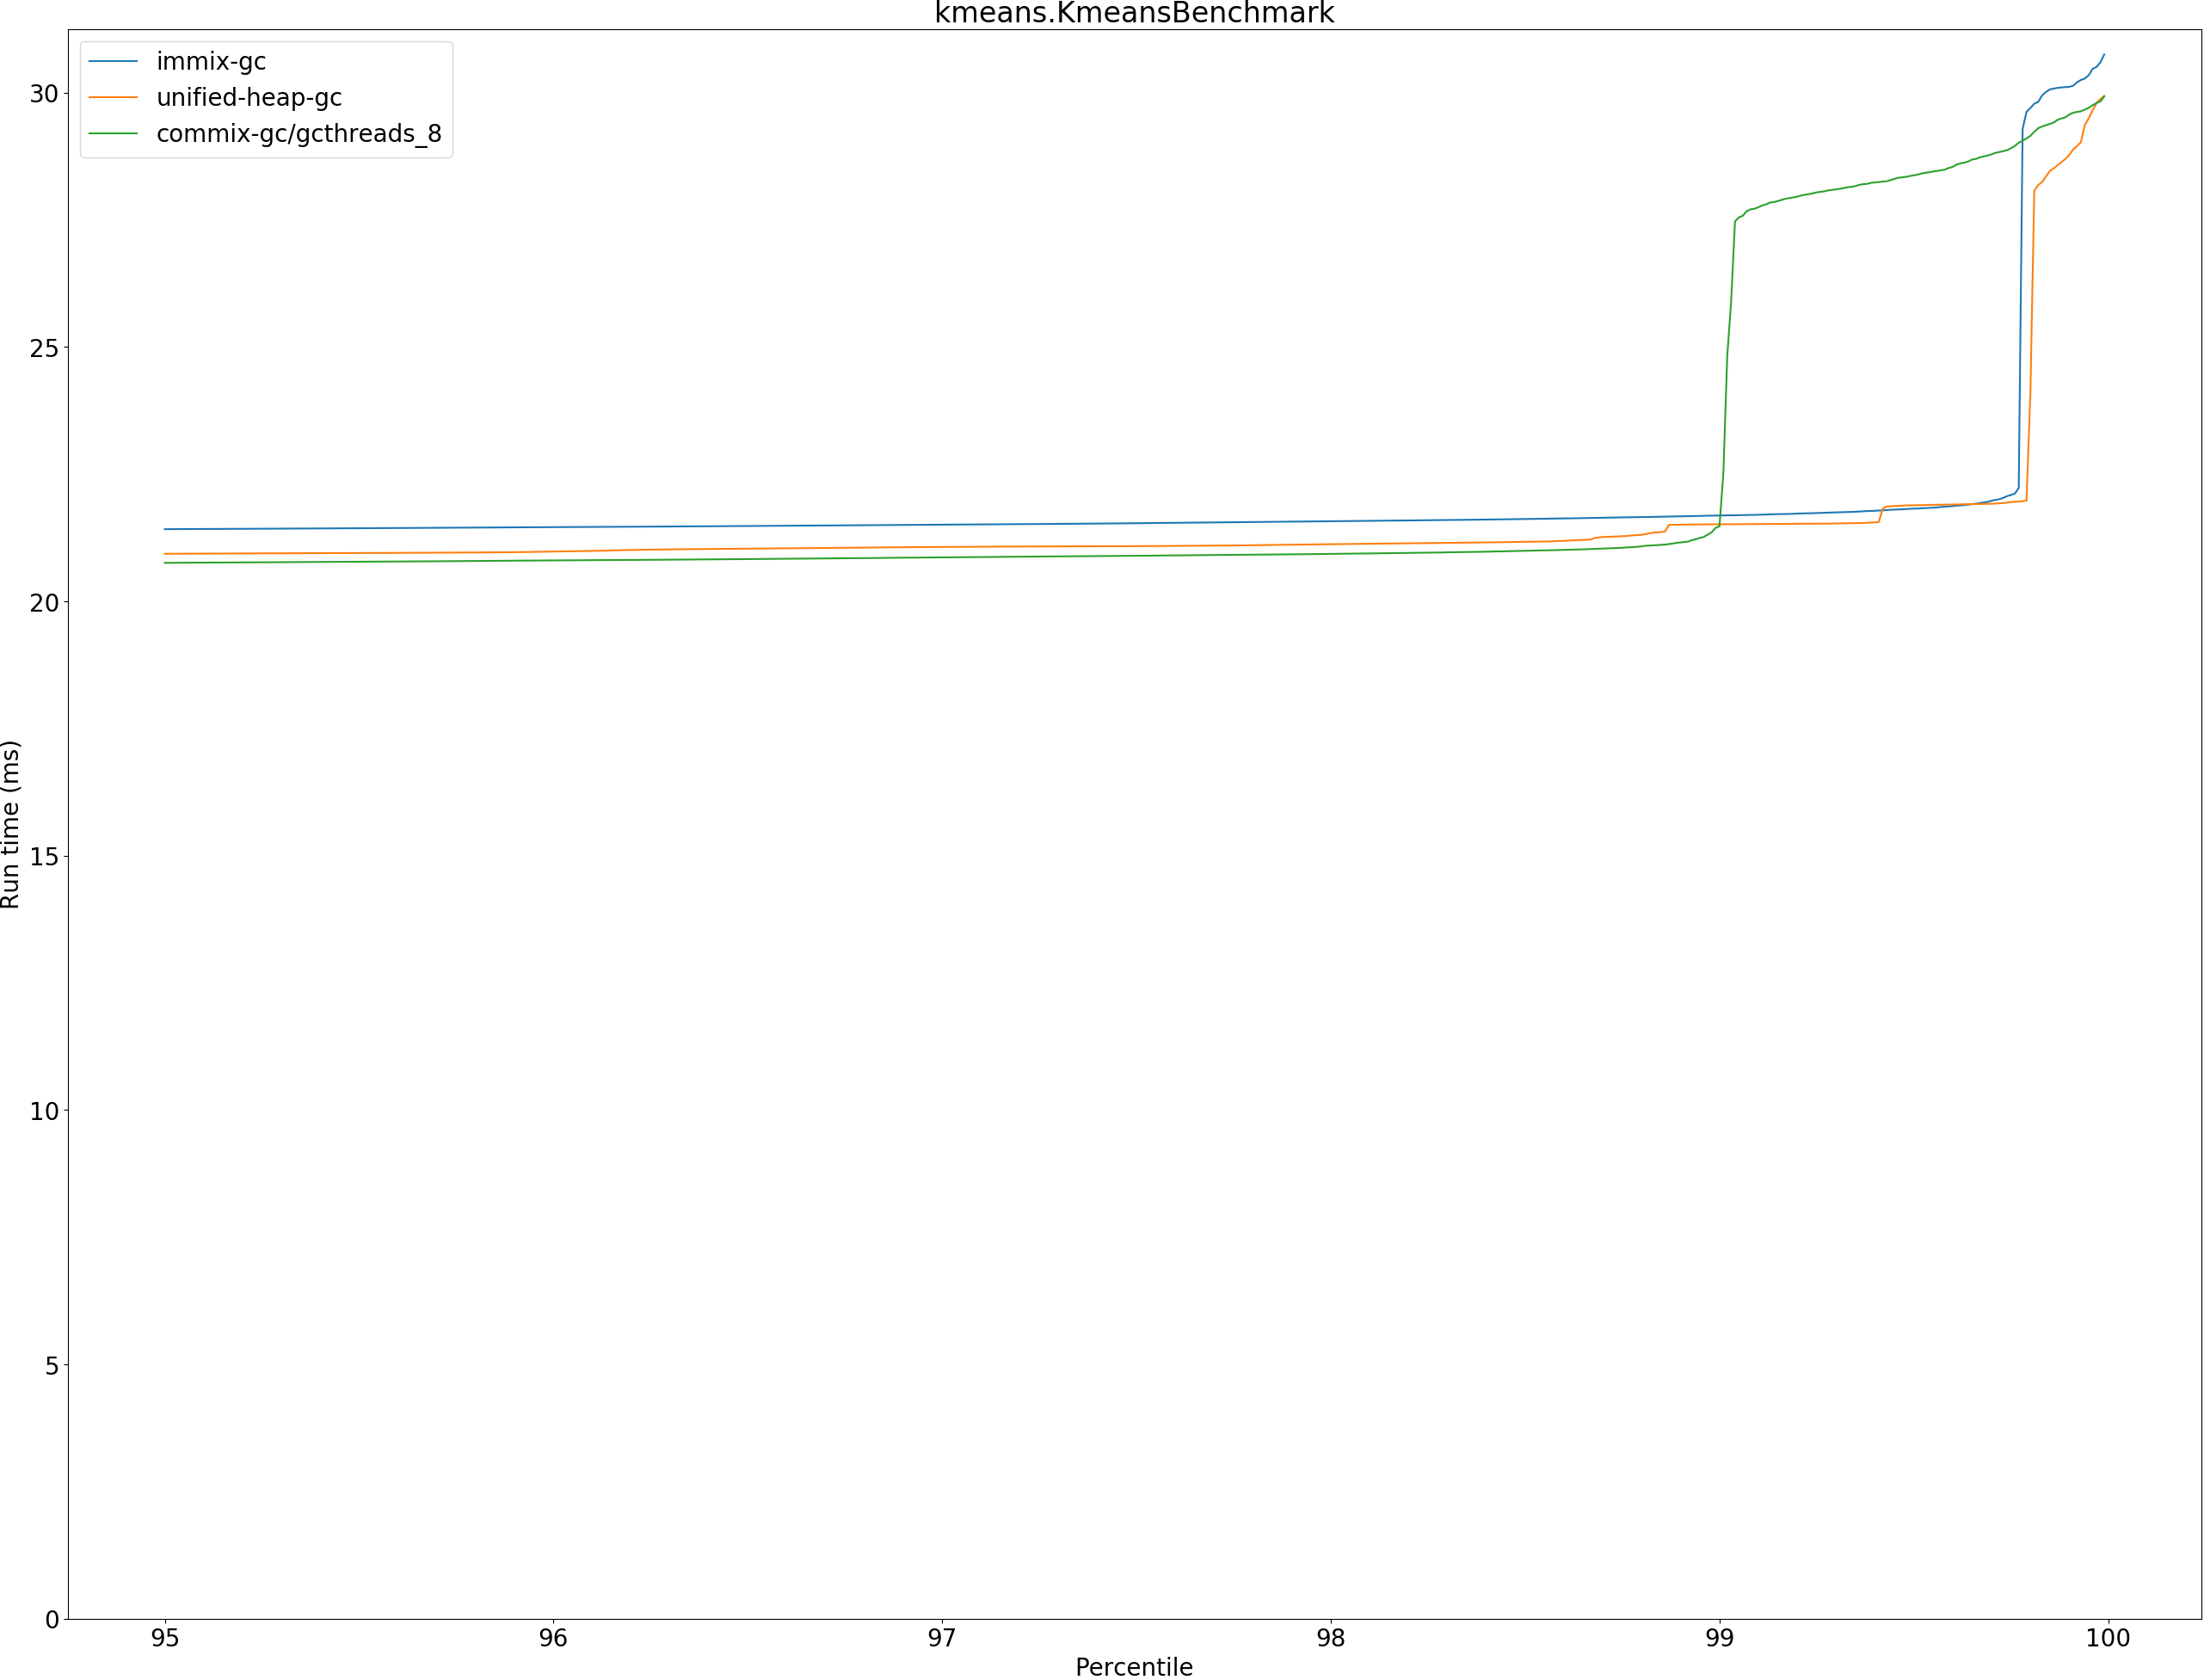 kmeans.KmeansBenchmark
immix-gc
unified-heap-gc
commix-gc/gcthreads_8
30
25
20
15
10
5
0
Run time (ms)
95 96 97 98 99 100
Percentile